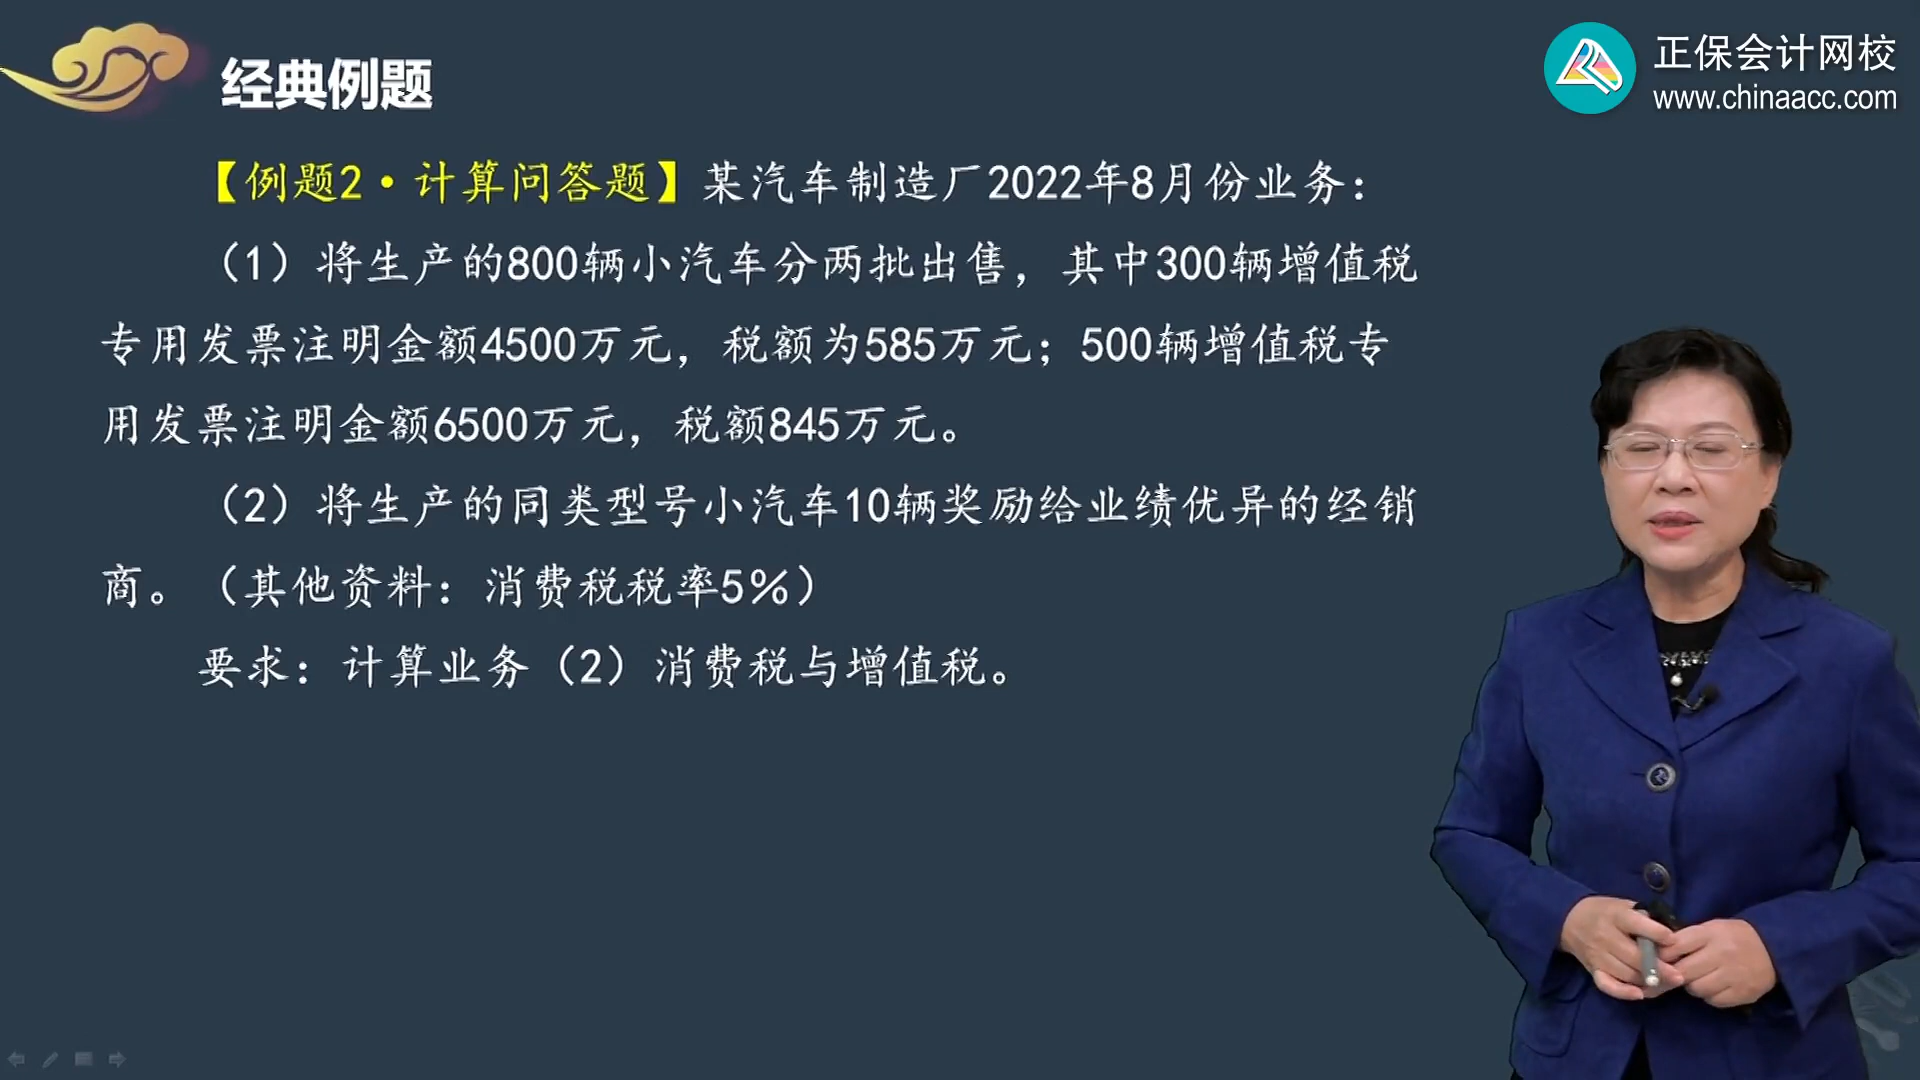 经典例题
正保会计网校
www.chinaacc.com
【例题2·计算问答题】某汽车制造厂2022年8月份业务：
（1）将生产的800辆小汽车分两批出售，其中300辆增值税
专用发票注明金额4500万元，税额为585万元；500辆增值税专
用发票注明金额6500万元，税额845万元。
（2）将生产的同类型号小汽车10辆奖励给业绩优异的经销
商。（其他资料：消费税税率5%）
要求：计算业务（2）消费税与增值税。